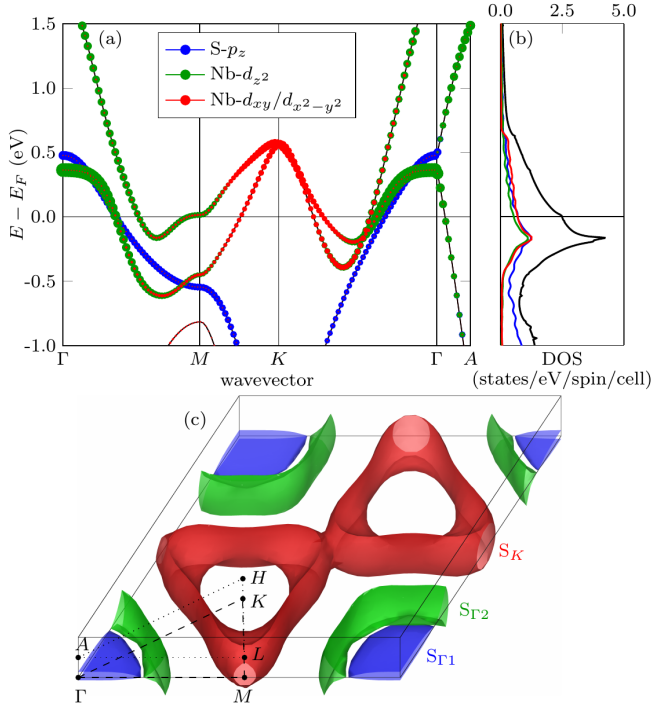 0.0 2.5 5.0
1.5
(a)
(b)
S-p_z
Nb-d_{z^2}
Nb-d_{xy}/d_{x^2-y^2}
1.0
0.5
0.0
-0.5
-1.0
E − E_F (eV)
Γ M K Γ A
wavevector
DOS
(states/eV/spin/cell)
(c)
S_K
H
K
S_{Γ2}
A
L
S_{Γ1}
Γ
M